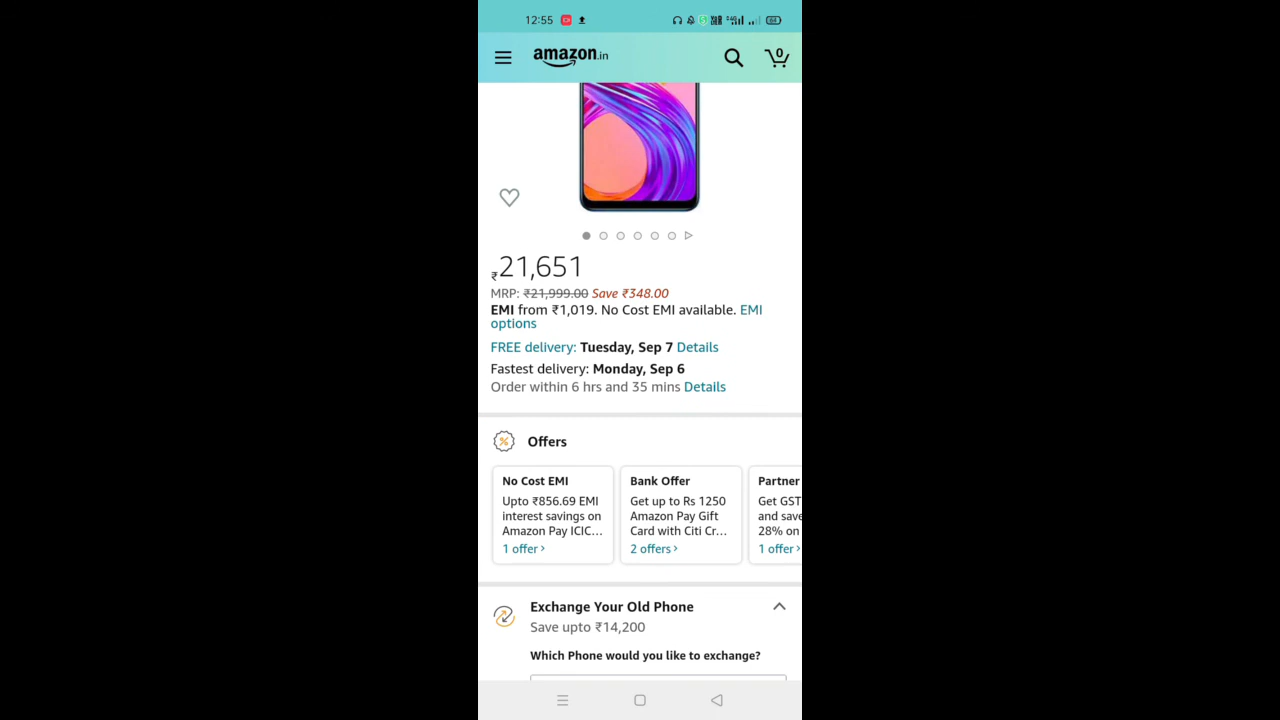 12:55
64
amazon.in
0
₹21,651
MRP: ₹21,999.00 Save ₹348.00
EMI from ₹1,019. No Cost EMI available. EMI
options
FREE delivery: Tuesday, Sep 7 Details
Fastest delivery: Monday, Sep 6
Order within 6 hrs and 35 mins Details
Offers
No Cost EMI
Upto ₹856.69 EMI
interest savings on
Amazon Pay ICIC...
1 offer
Bank Offer
Get up to Rs 1250
Amazon Pay Gift
Card with Citi Cr...
2 offers
Partner
Get GST
and save
28% on
1 offer
Exchange Your Old Phone
Save upto ₹14,200
Which Phone would you like to exchange?